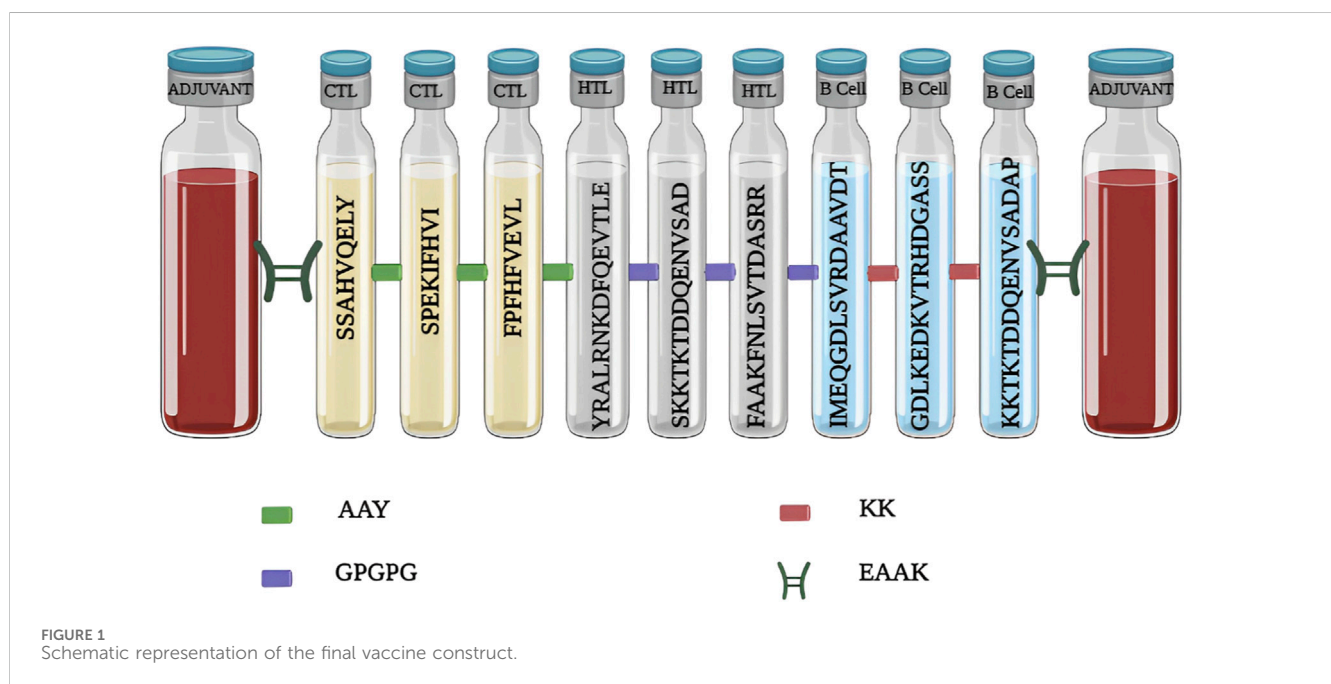 ADJUVANT
CTL
CTL
CTL
HTL
HTL
HTL
B Cell
B Cell
B Cell
ADJUVANT
SSAHVQELY
SPEKIFHVI
FPFHFVEVL
YRALRNKDFQEVTLE
SKKTKTDDQENVSAD
FAAKFNLSVTDASRR
IMEQGDLSVRDAAVDT
GDLKEDKVTRHDGASS
KKTKTDDQENVSADAP
AAY
KK
GPGPG
EAAK
FIGURE 1
Schematic representation of the final vaccine construct.